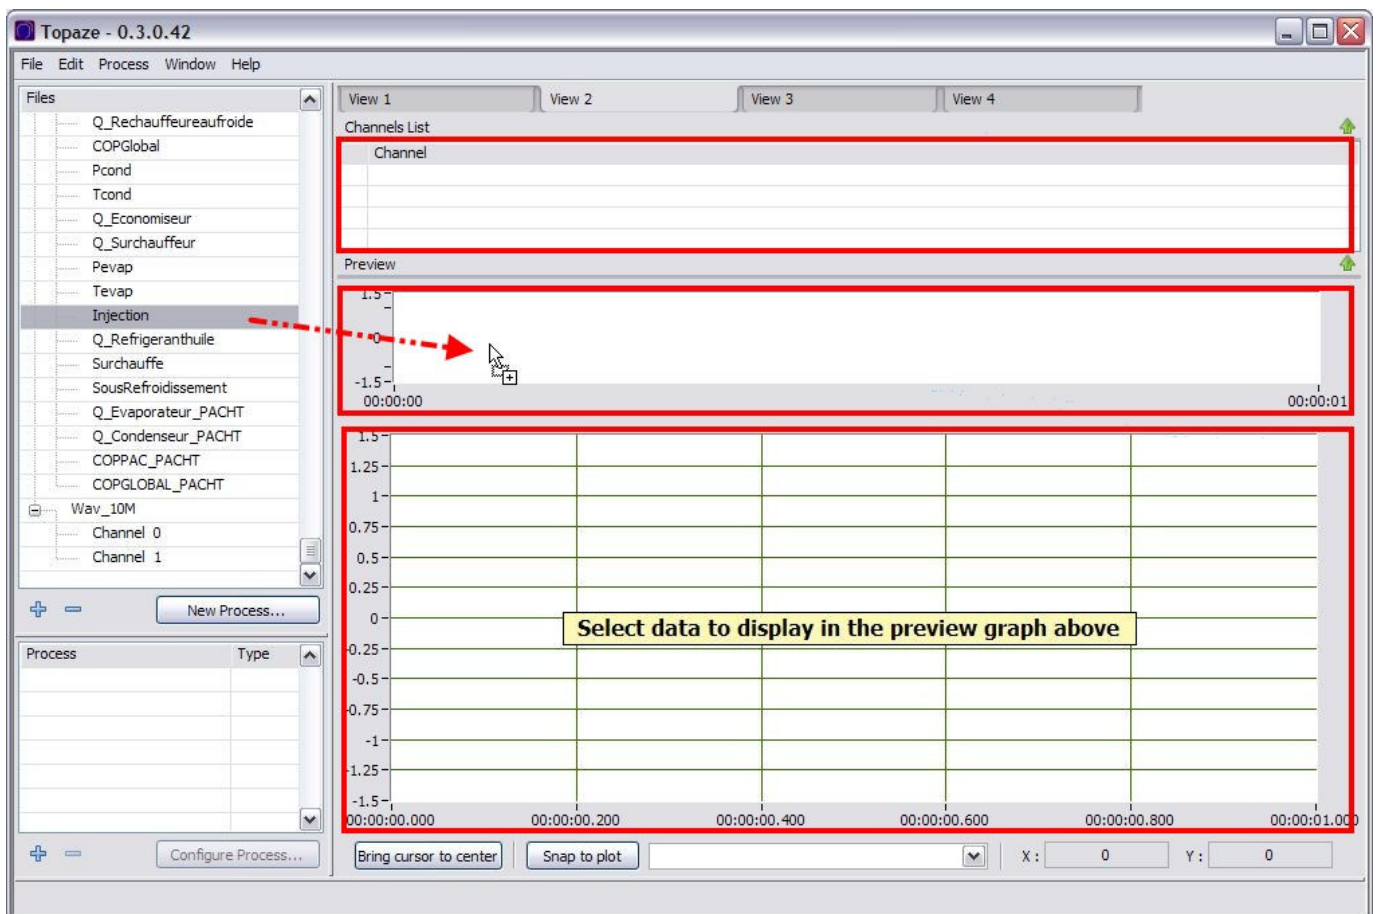 Topaze - 0.3.0.42
File Edit Process Window Help
Files
Q_Rechauffeureaufroide
COPGlobal
Pcond
Tcond
Q_Economiseur
Q_Surchauffeur
Pevap
Tevap
Injection
Q_Refrigeranthuile
Surchauffe
SousRefroidissement
Q_Evaporateur_PACHT
Q_Condenseur_PACHT
COPPAC_PACHT
COPGLOBAL_PACHT
Wav_10M
Channel 0
Channel 1
New Process...
Process Type
Configure Process...
View 1 View 2 View 3 View 4
Channels List
Channel
Preview
1.5
0
-1.5
00:00:00 00:00:01
1.5
1.25
1
0.75
0.5
0.25
0
Select data to display in the preview graph above
-0.25
-0.5
-0.75
-1
-1.25
-1.5
00:00:00.000 00:00:00.200 00:00:00.400 00:00:00.600 00:00:00.800 00:00:01.000
Bring cursor to center Snap to plot X : 0 Y : 0